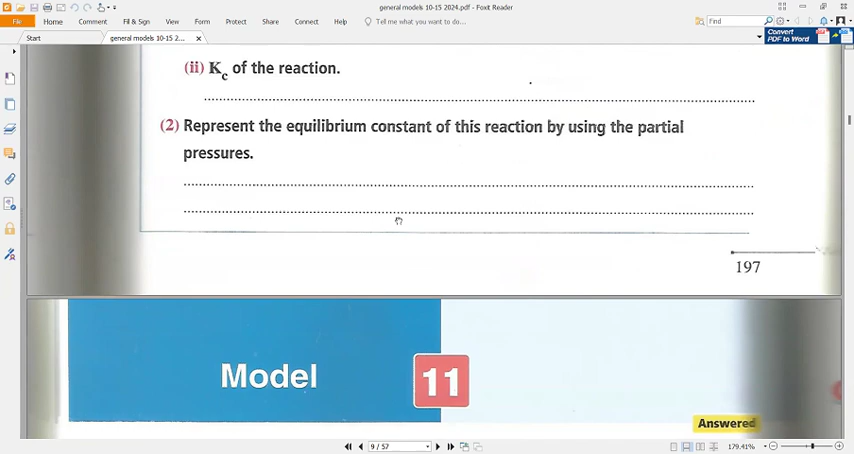 general models 10-15 2024.pdf - Foxit Reader
File Home Comment Fill & Sign View Form Protect Share Connect Help Tell me what you want to do... Find
Start general models 10-15 2... Convert PDF to Word
(ii) Kc of the reaction.
(2) Represent the equilibrium constant of this reaction by using the partial
pressures.
197
Model 11
Answered
9 / 57 179.41%